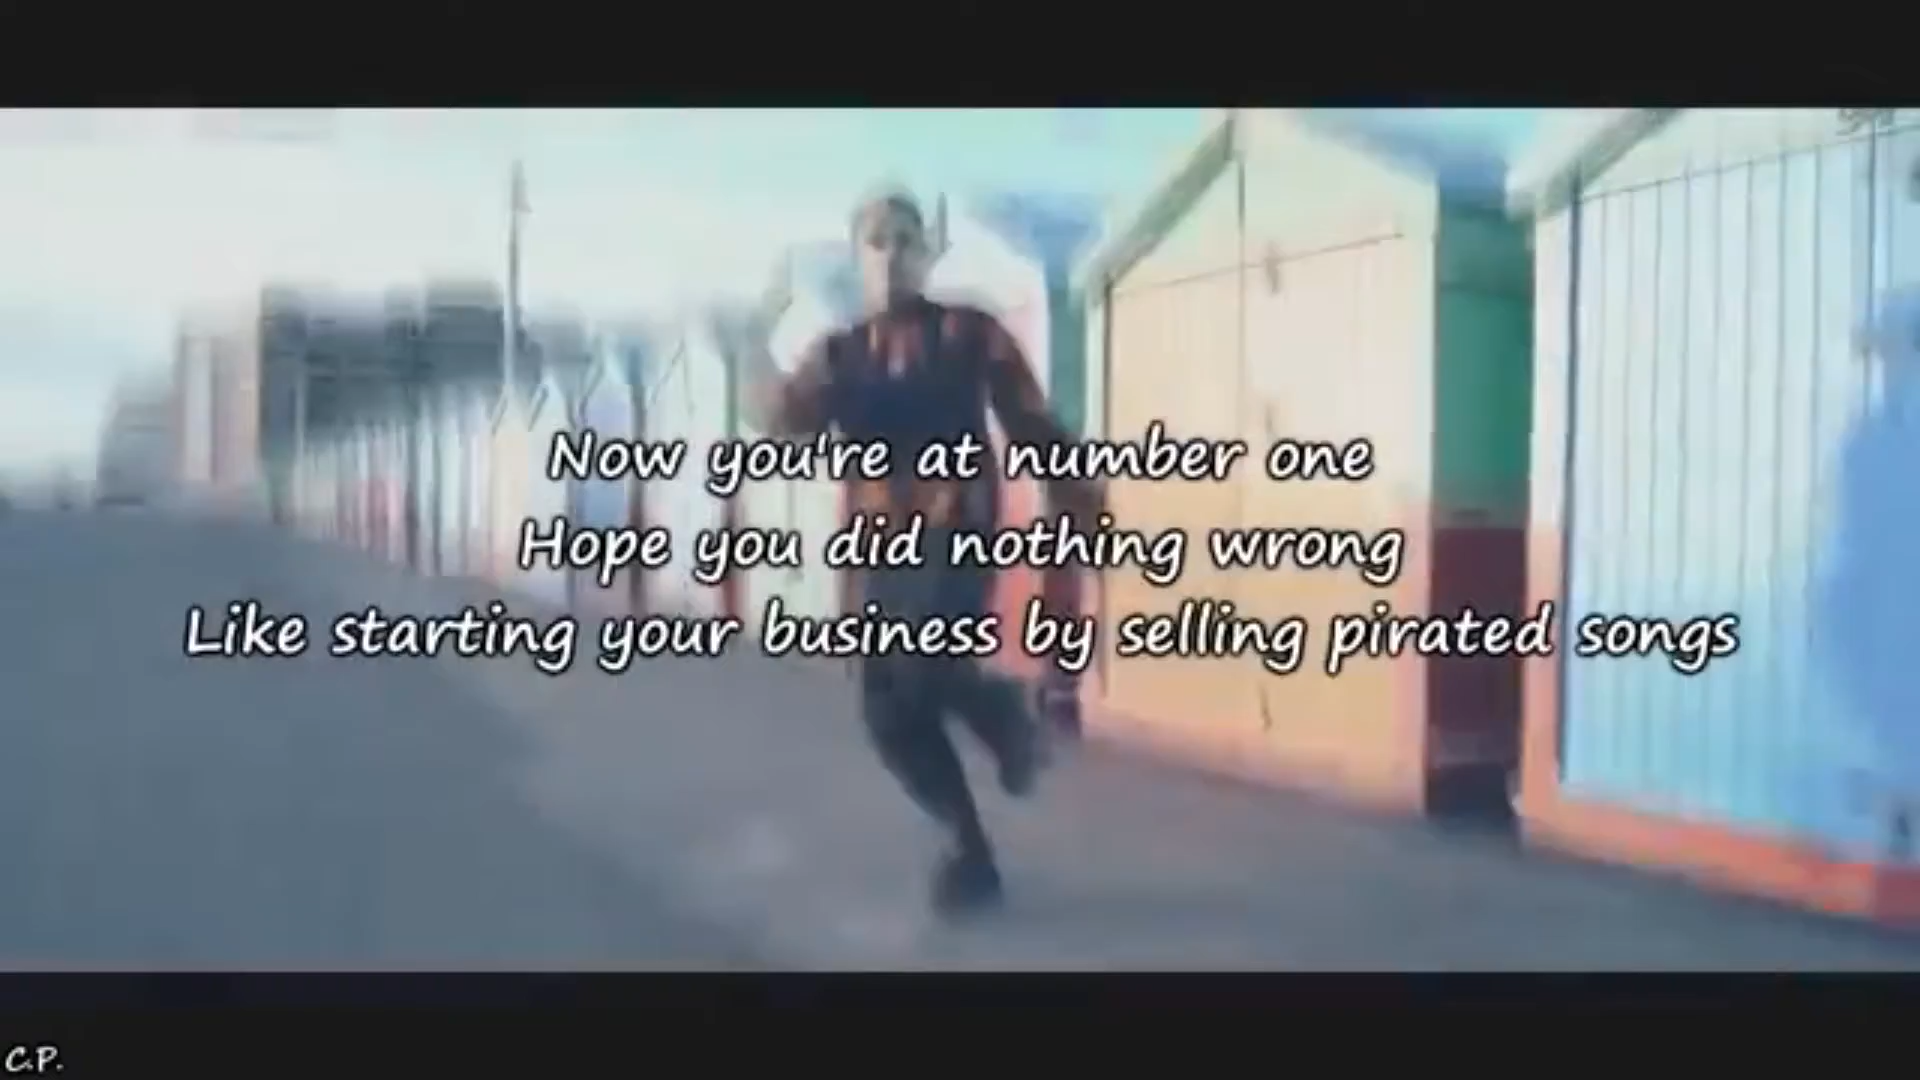 Now you're at number one
Hope you did nothing wrong
Like starting your business by selling pirated songs
C.P.